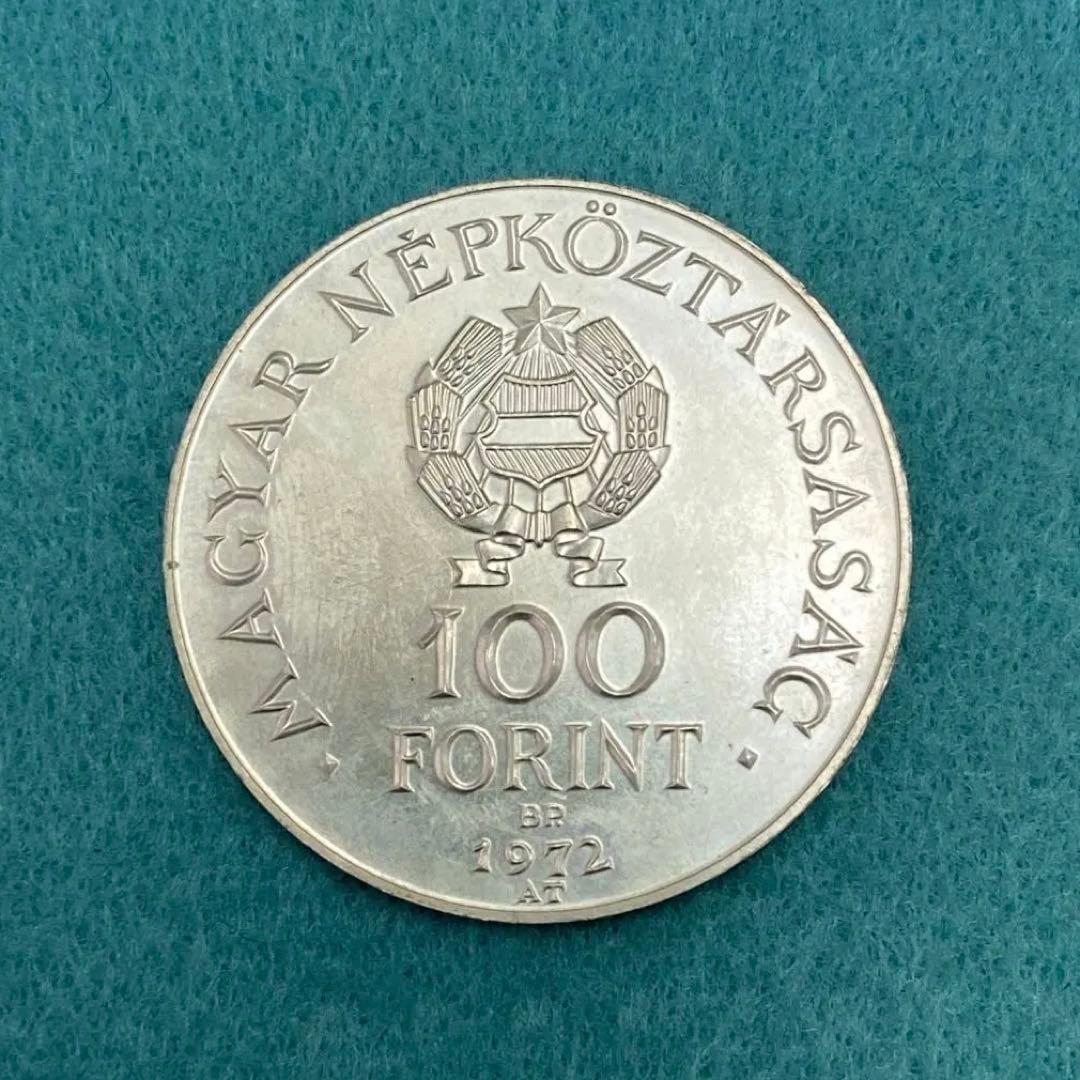 MAGYAR NÉPKÖZTÁRSASÁG
100
FORINT
BP
1972
AT